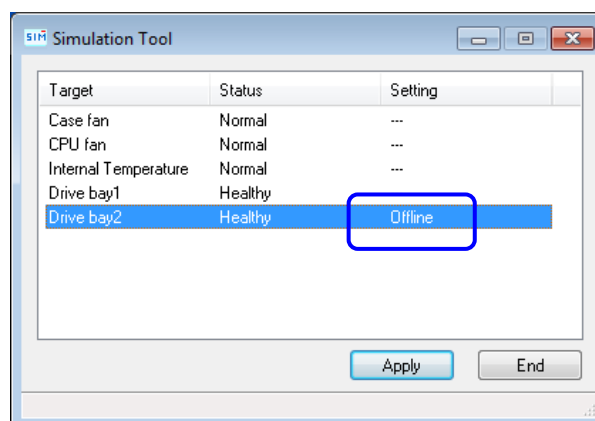 SIM Simulation Tool
Target Status Setting
Case fan Normal ---
CPU fan Normal ---
Internal Temperature Normal ---
Drive bay1 Healthy
Drive bay2 Healthy Offline
Apply End